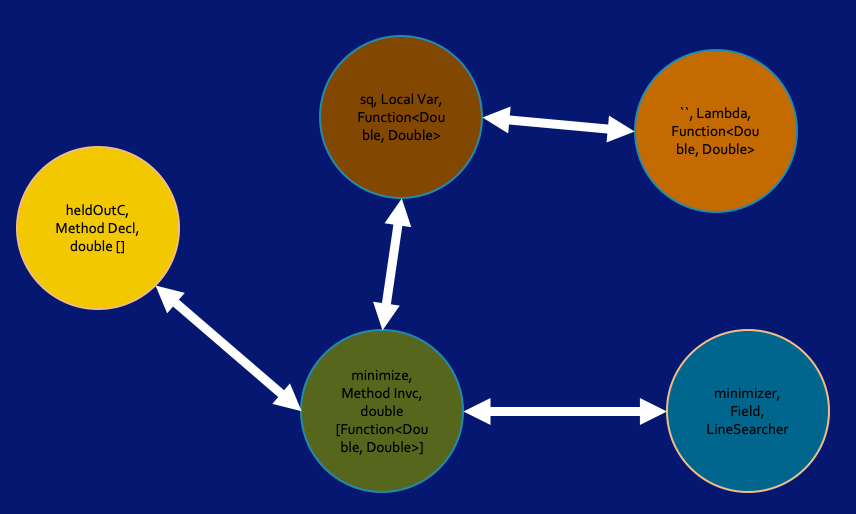 sq, Local Var,
Function<Dou
ble, Double>
``, Lambda,
Function<Dou
ble, Double>
heldOutC,
Method Decl,
double []
minimize,
Method Invc,
double
[Function<Dou
ble, Double>]
minimizer,
Field,
LineSearcher